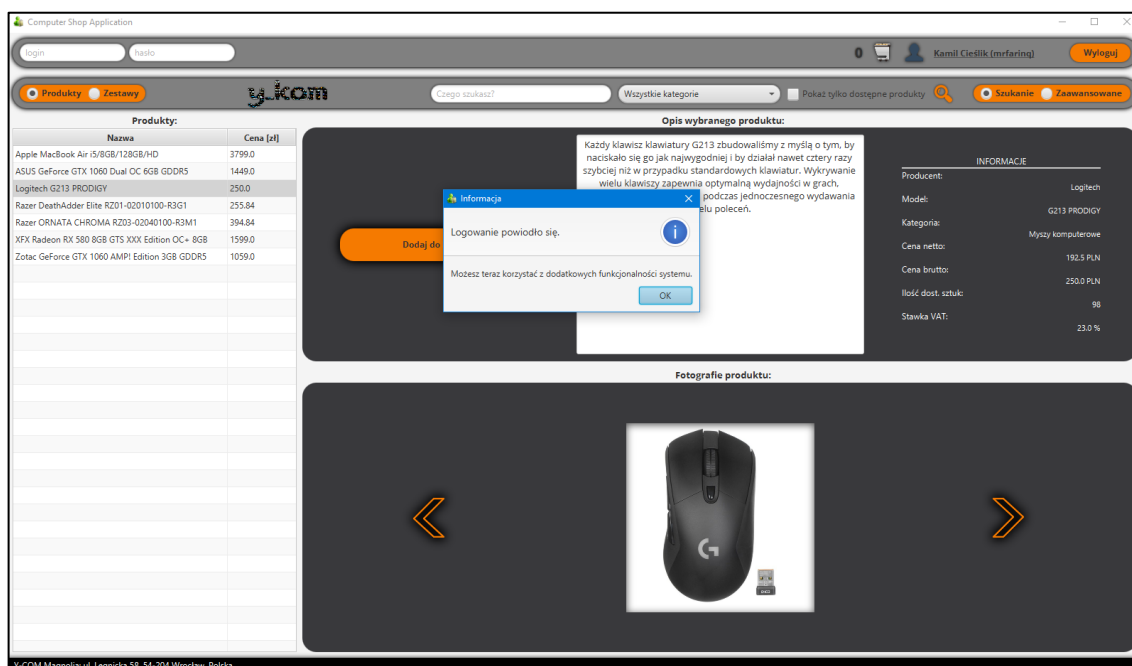 Computer Shop Application
login hasło 0 Kamil Cieślik (mrfarinq) Wyloguj
Produkty Zestawy y_kom Czego szukasz? Wszystkie kategorie Pokaż tylko dostępne produkty Szukanie Zaawansowane
Produkty:
Nazwa Cena [zł]
Apple MacBook Air i5/8GB/128GB/HD 3799.0
ASUS GeForce GTX 1060 Dual OC 6GB GDDR5 1449.0
Logitech G213 PRODIGY 250.0
Razer DeathAdder Elite RZ01-02010100-R3G1 255.84
Razer ORNATA CHROMA RZ03-02040100-R3M1 394.84
XFX Radeon RX 580 8GB GTS XXX Edition OC+ 8GB 1599.0
Zotac GeForce GTX 1060 AMP! Edition 3GB GDDR5 1059.0
Opis wybranego produktu:
Dodaj do
Każdy klawisz klawiatury G213 zbudowaliśmy z myślą o tym, by
naciskało się go jak najwygodniej i by działał nawet cztery razy
szybciej niż w przypadku standardowych klawiatur. Wykrywanie
wielu klawiszy zapewnia optymalną wydajności w grach,
podczas jednoczesnego wydawania
elu poleceń.
Informacja
Logowanie powiodło się.
Możesz teraz korzystać z dodatkowych funkcjonalności systemu.
OK
INFORMACJE
Producent:
Logitech
Model:
G213 PRODIGY
Kategoria:
Myszy komputerowe
Cena netto:
192.5 PLN
Cena brutto:
250.0 PLN
Ilość dost. sztuk:
98
Stawka VAT:
23.0 %
Fotografie produktu:
G
Y-COM Magnolia: ul. Legnicka 58, 54-204 Wrocław, Polska